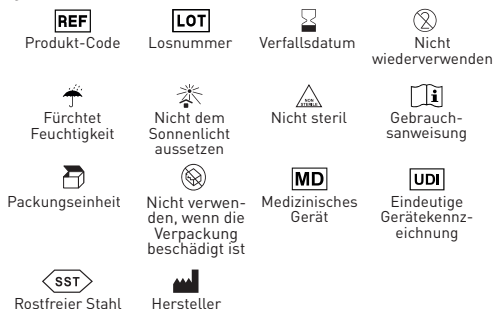 REF
Produkt-Code
LOT
Losnummer
Verfallsdatum
2
Nicht
wiederverwenden
Fürchtet
Feuchtigkeit
Nicht dem
Sonnenlicht
aussetzen
NON
STERILE
Nicht steril
i
Gebrauch-
sanweisung
Packungseinheit
Nicht verwen-
den, wenn die
Verpackung
beschädigt ist
MD
Medizinisches
Gerät
UDI
Eindeutige
Gerätekennz-
eichnung
SST
Rostfreier Stahl
Hersteller